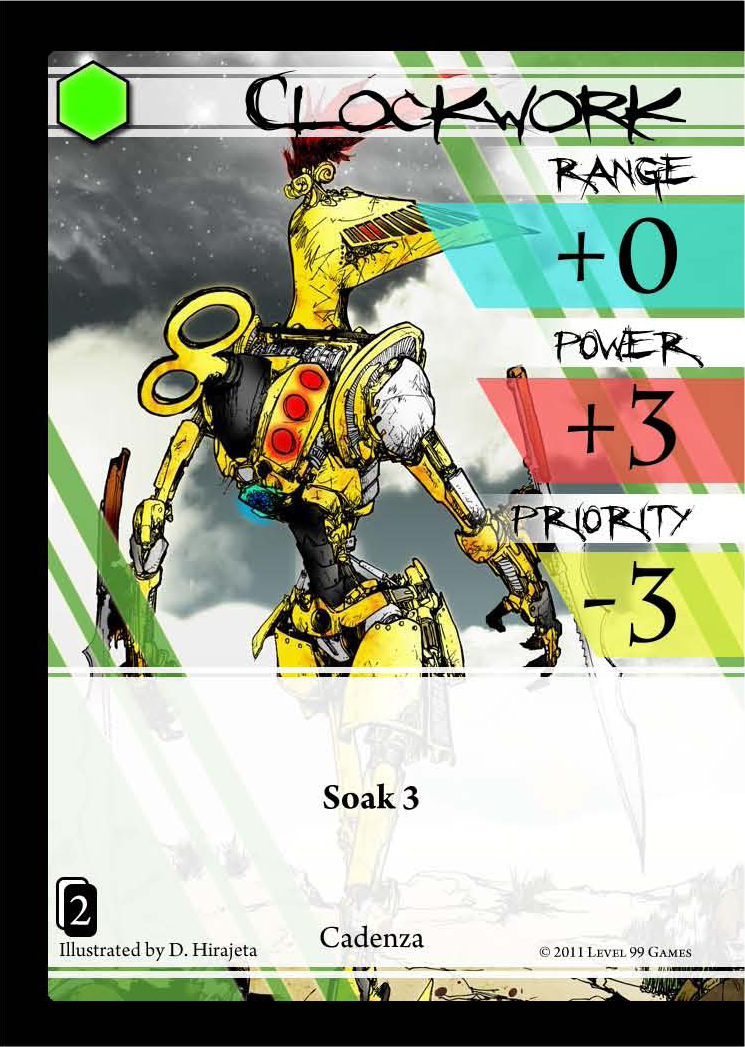 Clockwork
RANGE
+0
POWER
+3
PRIORITY
-3
Soak 3
2
Illustrated by D. Hirajeta
Cadenza
© 2011 Level 99 Games